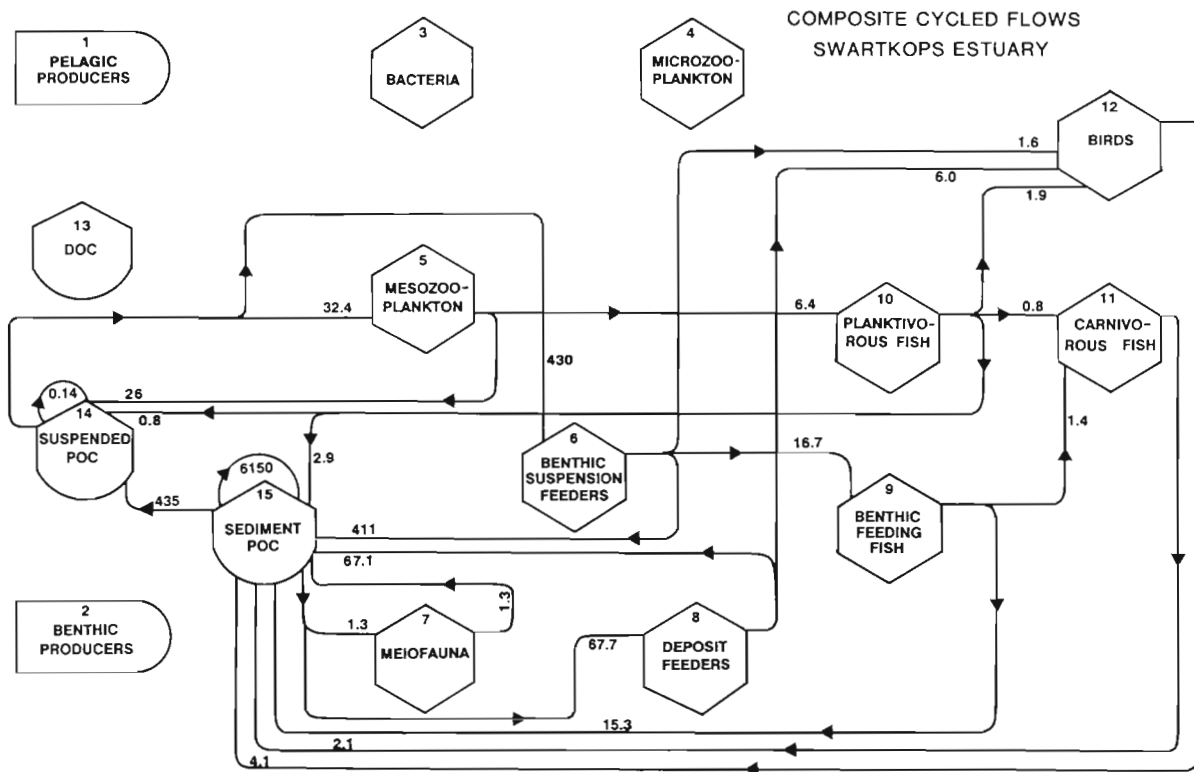 COMPOSITE CYCLED FLOWS
SWARTKOPS ESTUARY
1
PELAGIC
PRODUCERS
3
BACTERIA
4
MICROZOO-
PLANKTON
12
BIRDS
1.6
6.0
1.9
13
DOC
5
MESOZOO-
PLANKTON
32.4
6.4
10
PLANKTIVO-
ROUS FISH
0.8
11
CARNIVO-
ROUS FISH
430
0.14
26
14
SUSPENDED
POC
0.8
1.4
2.9
6
BENTHIC
SUSPENSION
FEEDERS
16.7
6150
15
SEDIMENT
POC
435
9
BENTHIC
FEEDING
FISH
411
67.1
1.3
2
BENTHIC
PRODUCERS
1.3
7
MEIOFAUNA
67.7
8
DEPOSIT
FEEDERS
15.3
2.1
4.1